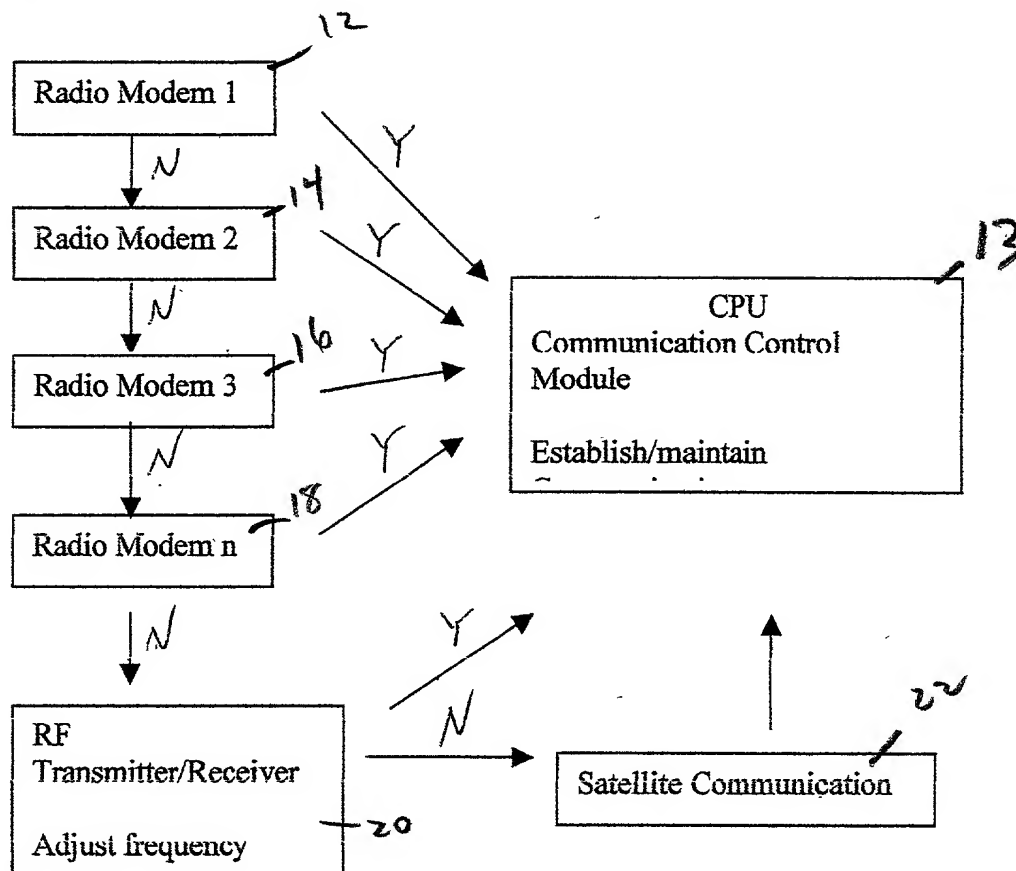 12
Radio Modem 1
Y
N
14
Radio Modem 2
Y
13
N
CPU
Communication Control
Module
16
Y
Radio Modem 3
Establish/maintain
N
Y
18
Radio Modem n
N
Y
22
N
RF
Transmitter/Receiver
Satellite Communication
20
Adjust frequency